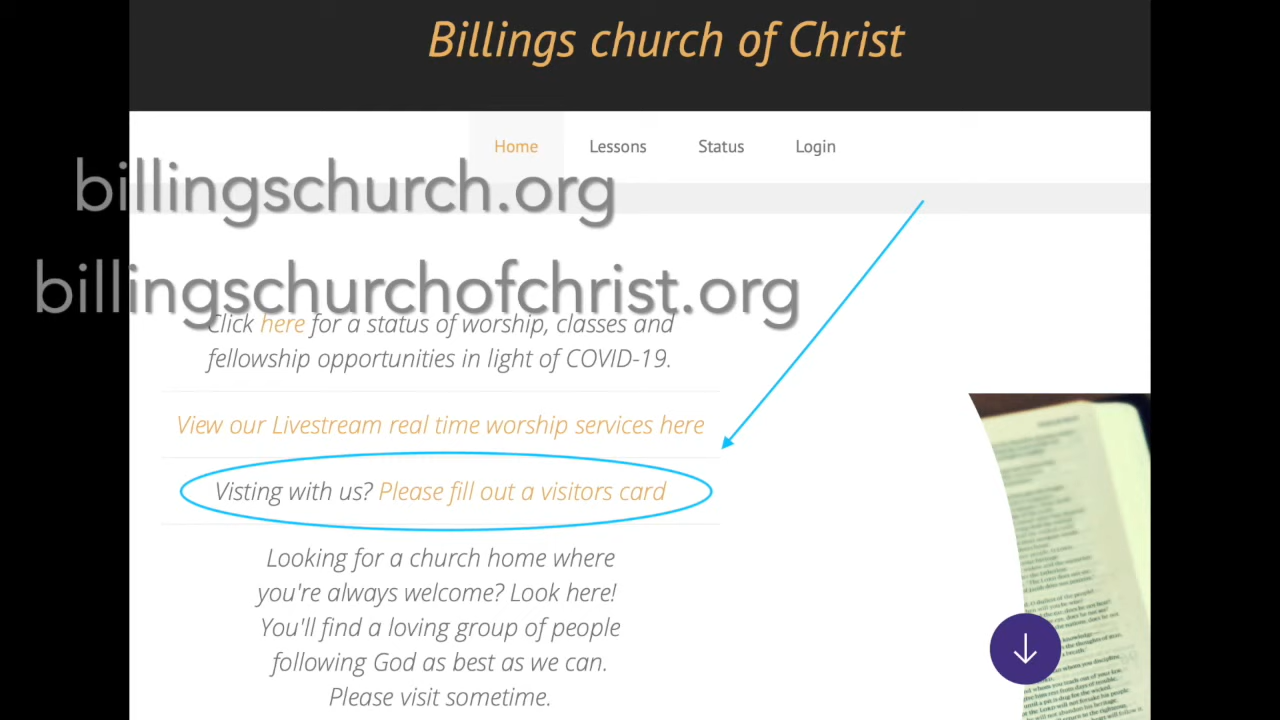 Billings church of Christ
Home Lessons Status Login
billingschurch.org
billingschurchofchrist.org
Click here for a status of worship, classes and
fellowship opportunities in light of COVID-19.
View our Livestream real time worship services here
Visting with us? Please fill out a visitors card
Looking for a church home where
you're always welcome? Look here!
You'll find a loving group of people
following God as best as we can.
Please visit sometime.